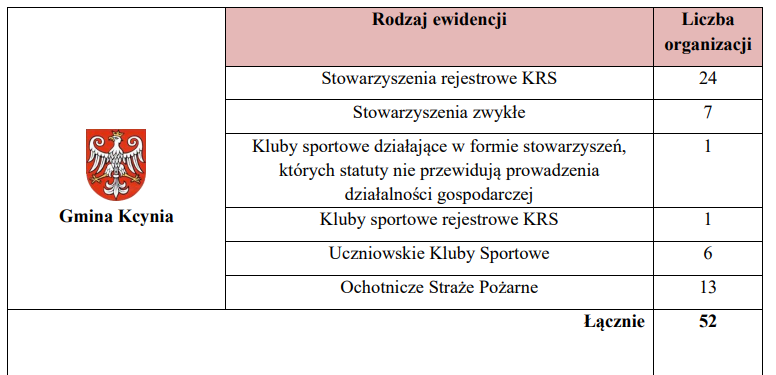 Rodzaj ewidencji
Liczba
organizacji
Stowarzyszenia rejestrowe KRS
24
Stowarzyszenia zwykłe
7
Kluby sportowe działające w formie stowarzyszeń,
których statuty nie przewidują prowadzenia
działalności gospodarczej
1
Gmina Kcynia
Kluby sportowe rejestrowe KRS
1
Uczniowskie Kluby Sportowe
6
Ochotnicze Straże Pożarne
13
Łącznie
52